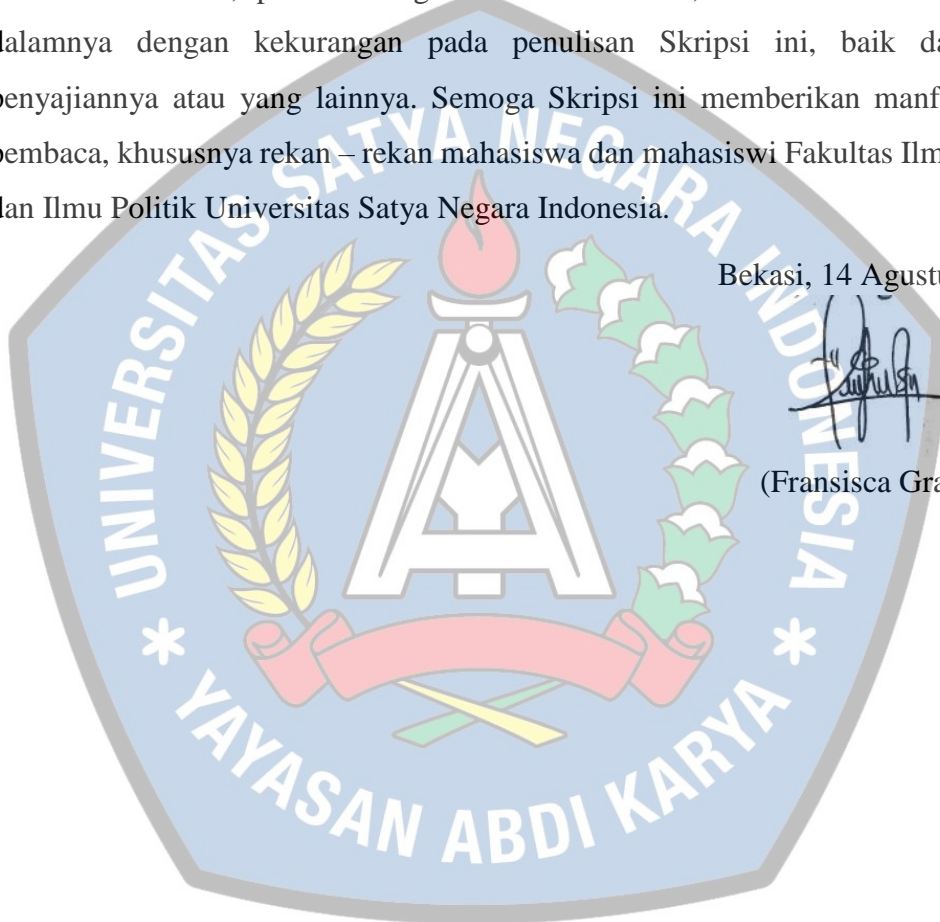 dalamnya dengan kekurangan pada penulisan Skripsi ini, baik da
penyajiannya atau yang lainnya. Semoga Skripsi ini memberikan manf
pembaca, khususnya rekan – rekan mahasiswa dan mahasiswi Fakultas Ilm
dan Ilmu Politik Universitas Satya Negara Indonesia.
Bekasi, 14 Agustu
(Fransisca Gra
UNIVERSITAS SATYA NEGARA INDONESIA
* YAYASAN ABDI KARYA *